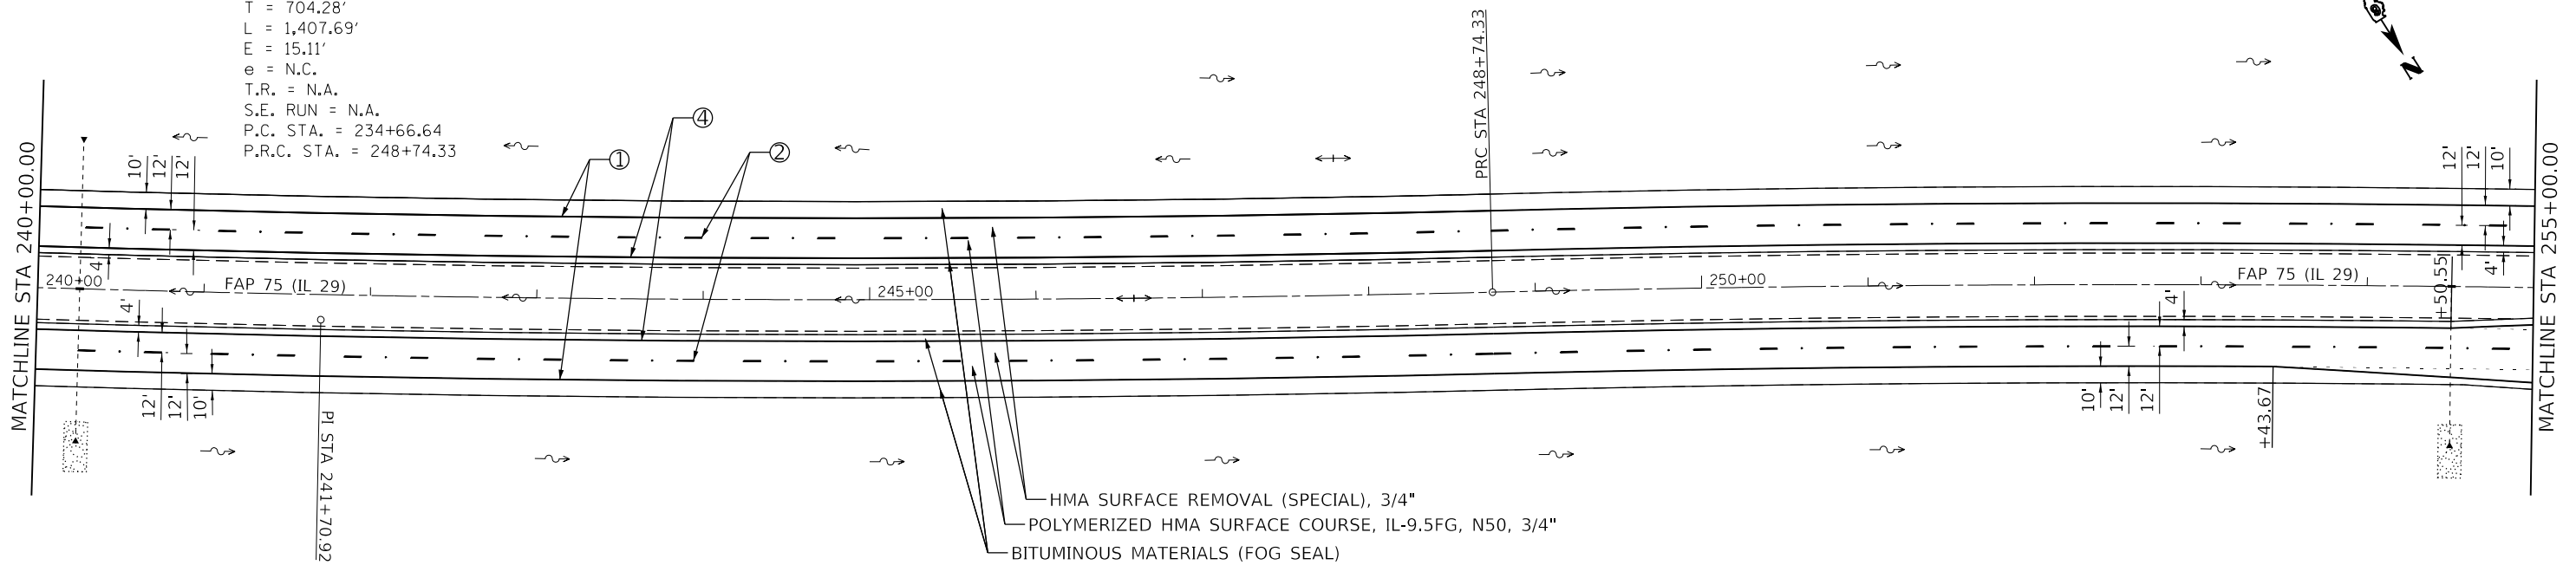 T = 704.28'
L = 1,407.69'
E = 15.11'
e = N.C.
T.R. = N.A.
S.E. RUN = N.A.
P.C. STA. = 234+66.64
P.R.C. STA. = 248+74.33
N
PRC STA 248+74.33
MATCHLINE STA 240+00.00
MATCHLINE STA 255+00.00
10'
12'
12'
4
1
2
12'
12'
10'
4'
4'
240+00
FAP 75 (IL 29)
245+00
250+00
FAP 75 (IL 29)
+50.55
4'
4'
12'
12'
10'
PI STA 241+70.92
10'
12'
12'
+43.67
HMA SURFACE REMOVAL (SPECIAL), 3/4"
POLYMERIZED HMA SURFACE COURSE, IL-9.5FG, N50, 3/4"
BITUMINOUS MATERIALS (FOG SEAL)